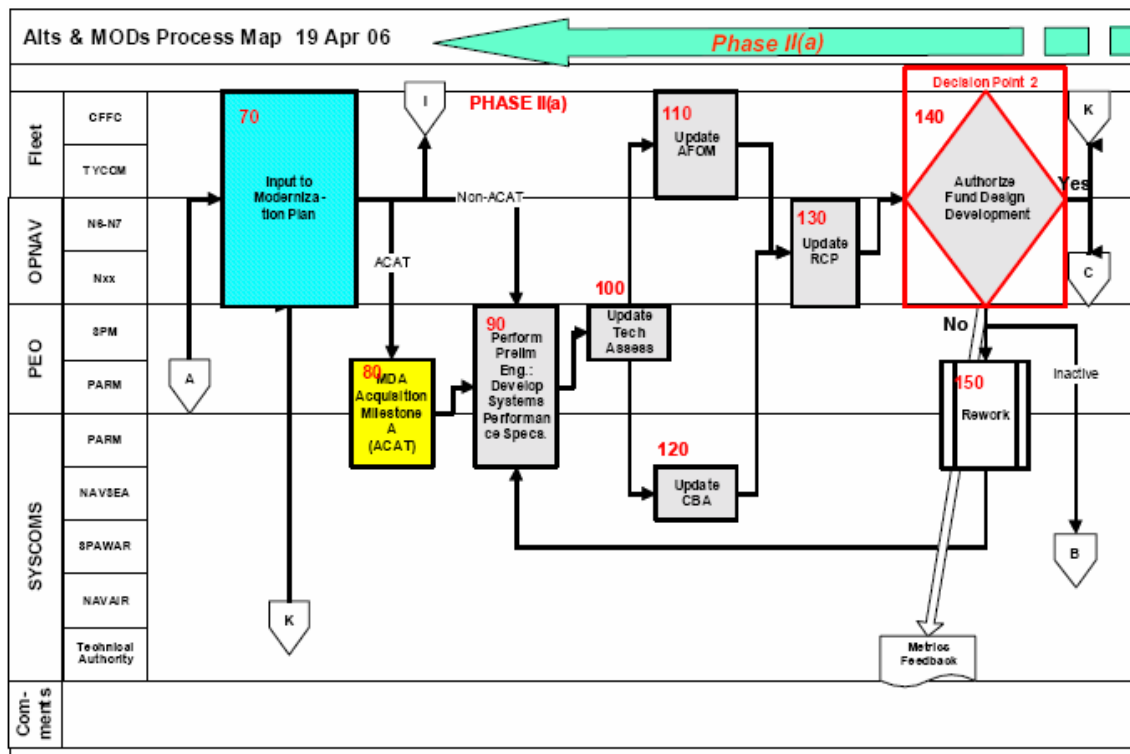 Alts & MODs Process Map 19 Apr 06
Phase II(a)
Fleet
CFFC
TYCOM
OPNAV
N6-N7
Nxx
PEO
SPM
PARM
SYSCOMS
PARM
NAVSEA
SPAWAR
NAVAIR
Technical
Authority
Com-
ments
PHASE II(a)
I
70
Input to
Moderniza-
tion Plan
A
K
Non-ACAT
ACAT
80
MDA
Acquisition
Milestone
A
(ACAT)
90
Perform
Prelim
Eng.:
Develop
Systems
Performa
nce Specs.
100
Update
Tech
Assess
110
Update
AFOM
120
Update
CBA
130
Update
RCP
Decision Point 2
140
Authorize
Fund Design
Development
Yes
K
C
No
150
Rework
Inactive
B
Metrics
Feedback